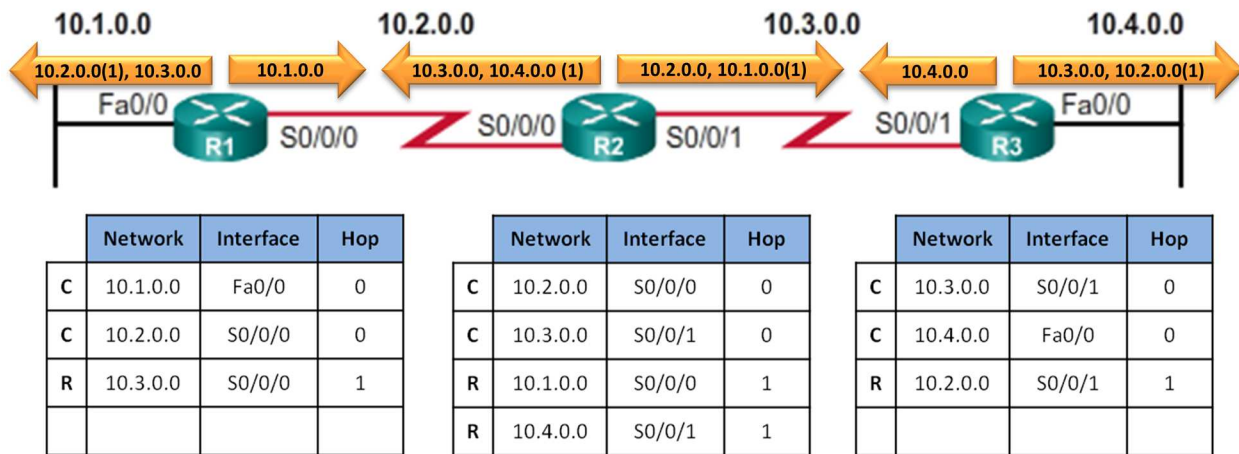 10.1.0.0 10.2.0.0 10.3.0.0 10.4.0.0
10.2.0.0(1), 10.3.0.0 10.1.0.0 10.3.0.0, 10.4.0.0 (1) 10.2.0.0, 10.1.0.0(1) 10.4.0.0 10.3.0.0, 10.2.0.0(1)
Fa0/0 R1 S0/0/0 S0/0/0 R2 S0/0/1 S0/0/1 R3 Fa0/0
Network Interface Hop
C 10.1.0.0 Fa0/0 0
C 10.2.0.0 S0/0/0 0
R 10.3.0.0 S0/0/0 1
Network Interface Hop
C 10.2.0.0 S0/0/0 0
C 10.3.0.0 S0/0/1 0
R 10.1.0.0 S0/0/0 1
R 10.4.0.0 S0/0/1 1
Network Interface Hop
C 10.3.0.0 S0/0/1 0
C 10.4.0.0 Fa0/0 0
R 10.2.0.0 S0/0/1 1